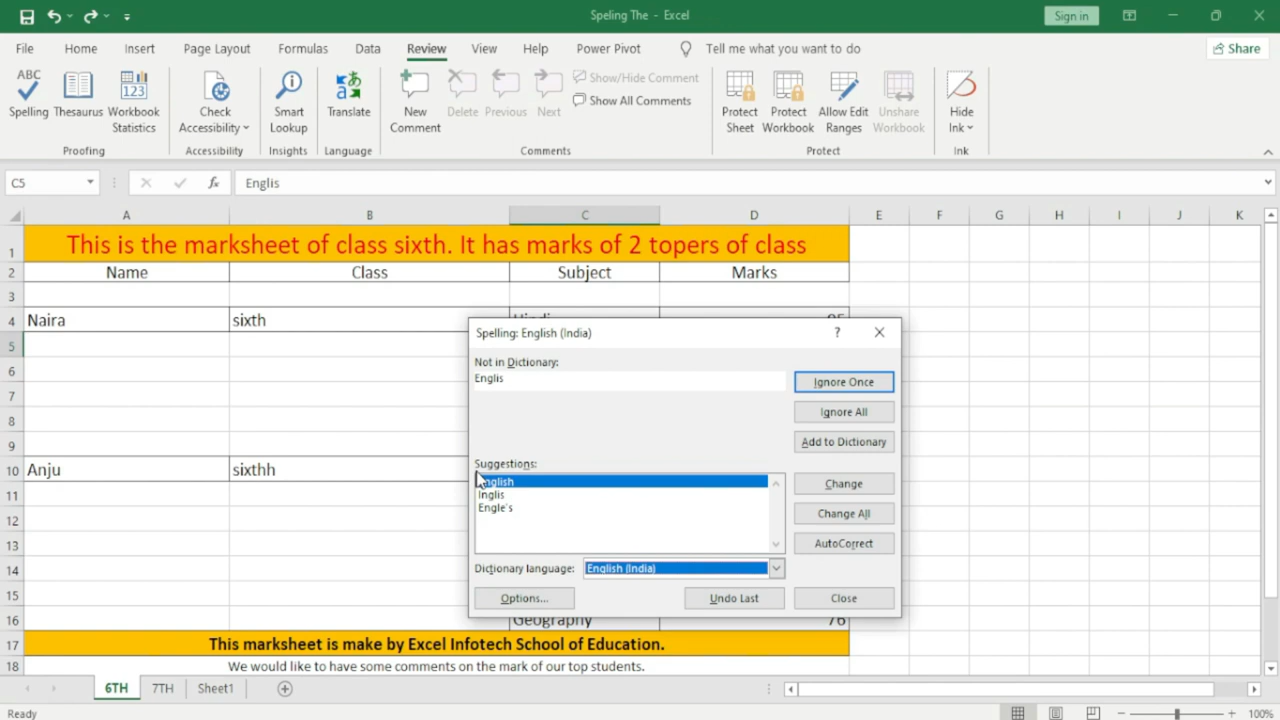 Speling The - Excel
Sign in
File Home Insert Page Layout Formulas Data Review View Help Power Pivot Tell me what you want to do Share
ABC
123
Spelling Thesaurus Workbook Statistics
Check Accessibility
Smart Lookup
Translate
New Comment
Delete Previous Next
Show/Hide Comment
Show All Comments
Protect Sheet
Protect Workbook
Allow Edit Ranges
Unshare Workbook
Hide Ink
Proofing Accessibility Insights Language Comments Protect Ink
C5 fx Englis
A B C D E F G H I J K
1 This is the marksheet of class sixth. It has marks of 2 topers of class
2 Name Class Subject Marks
3
4 Naira sixth
5
6
7
8
9
10 Anju sixthh
11
12
13
14
15
16 Geography 76
17 This marksheet is make by Excel Infotech School of Education.
18 We would like to have some comments on the mark of our top students.
Spelling: English (India) ?
Not in Dictionary:
Englis
Ignore Once
Ignore All
Add to Dictionary
Suggestions:
English
Inglis
Engle's
Change
Change All
AutoCorrect
Dictionary language: English (India)
Options... Undo Last Close
6TH 7TH Sheet1
Ready 100%